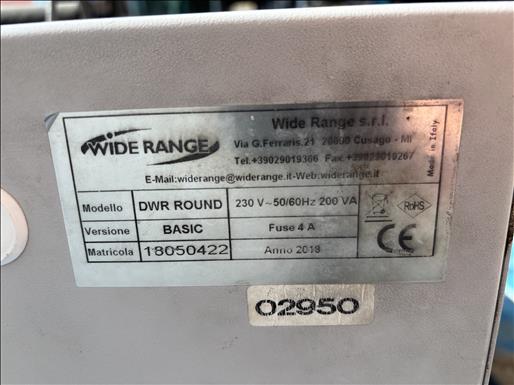 WIDE RANGE
Wide Range s.r.l.
Via G.Ferraris,21 20090 Cusago - MI
Tel.+39029019366 Fax.+39029019267
E-Mail:widerange@widerange.it-Web:widerange.it
Made in Italy
Modello DWR ROUND 230 V~50/60Hz 200 VA
Versione BASIC Fuse 4 A
Matricola 18050422 Anno 2018
RoHS
CE
02950